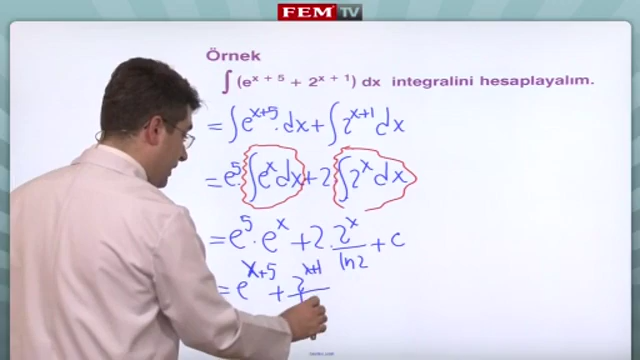 FEM TV
Örnek
∫ (e^(x + 5) + 2^(x + 1)) dx integralini hesaplayalım.
= ∫ e^(x+5) · dx + ∫ 2^(x+1) dx
= e^5 · ∫ e^x dx + 2 ∫ 2^x dx
= e^5 · e^x + 2 · 2^x / ln2 + c
= e^(x+5) + 2^(x+1)